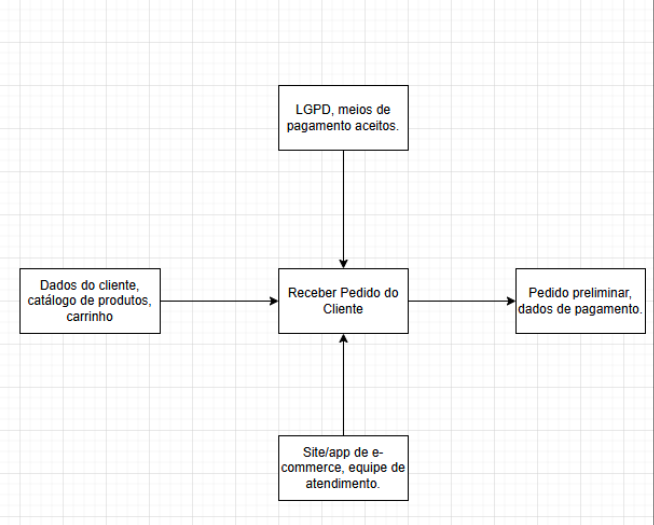 LGPD, meios de
pagamento aceitos.
Dados do cliente,
catálogo de produtos,
carrinho
Receber Pedido do
Cliente
Pedido preliminar,
dados de pagamento.
Site/app de e-
commerce, equipe de
atendimento.